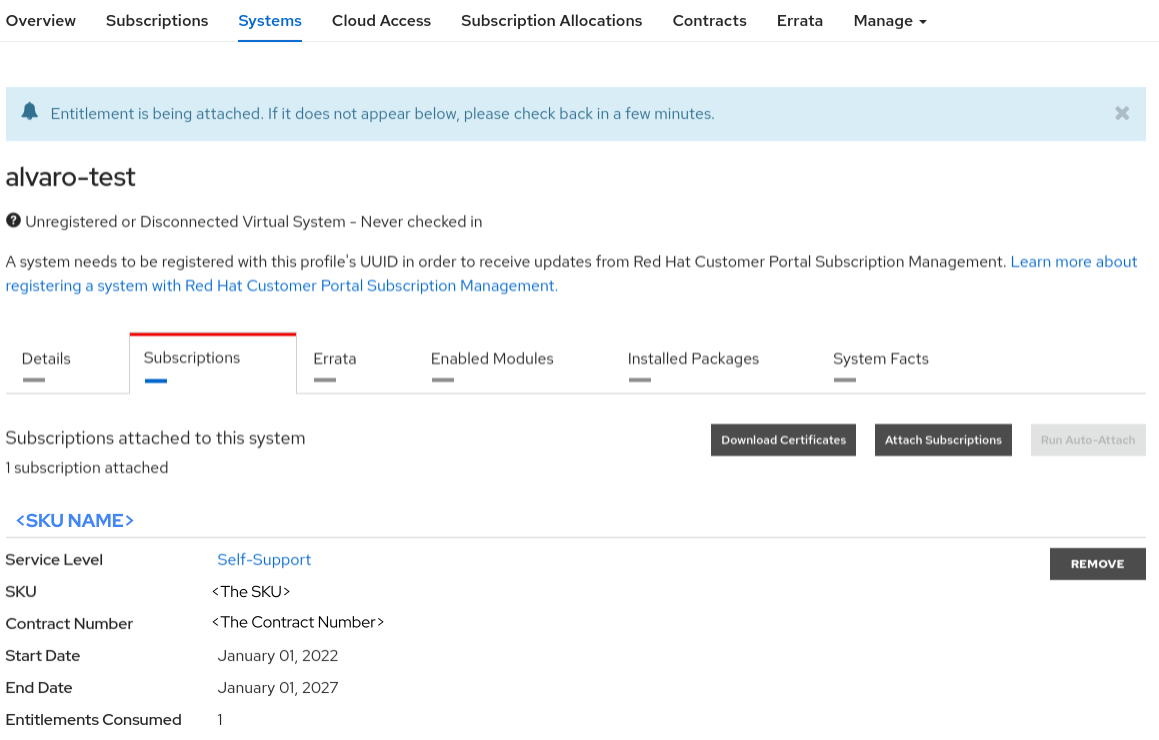 Overview Subscriptions Systems Cloud Access Subscription Allocations Contracts Errata Manage
Entitlement is being attached. If it does not appear below, please check back in a few minutes.
alvaro-test
Unregistered or Disconnected Virtual System - Never checked in
A system needs to be registered with this profile's UUID in order to receive updates from Red Hat Customer Portal Subscription Management. Learn more about
registering a system with Red Hat Customer Portal Subscription Management.
Details Subscriptions Errata Enabled Modules Installed Packages System Facts
Subscriptions attached to this system
Download Certificates Attach Subscriptions Run Auto-Attach
1 subscription attached
<SKU NAME>
Service Level Self-Support
REMOVE
SKU <The SKU>
Contract Number <The Contract Number>
Start Date January 01, 2022
End Date January 01, 2027
Entitlements Consumed 1